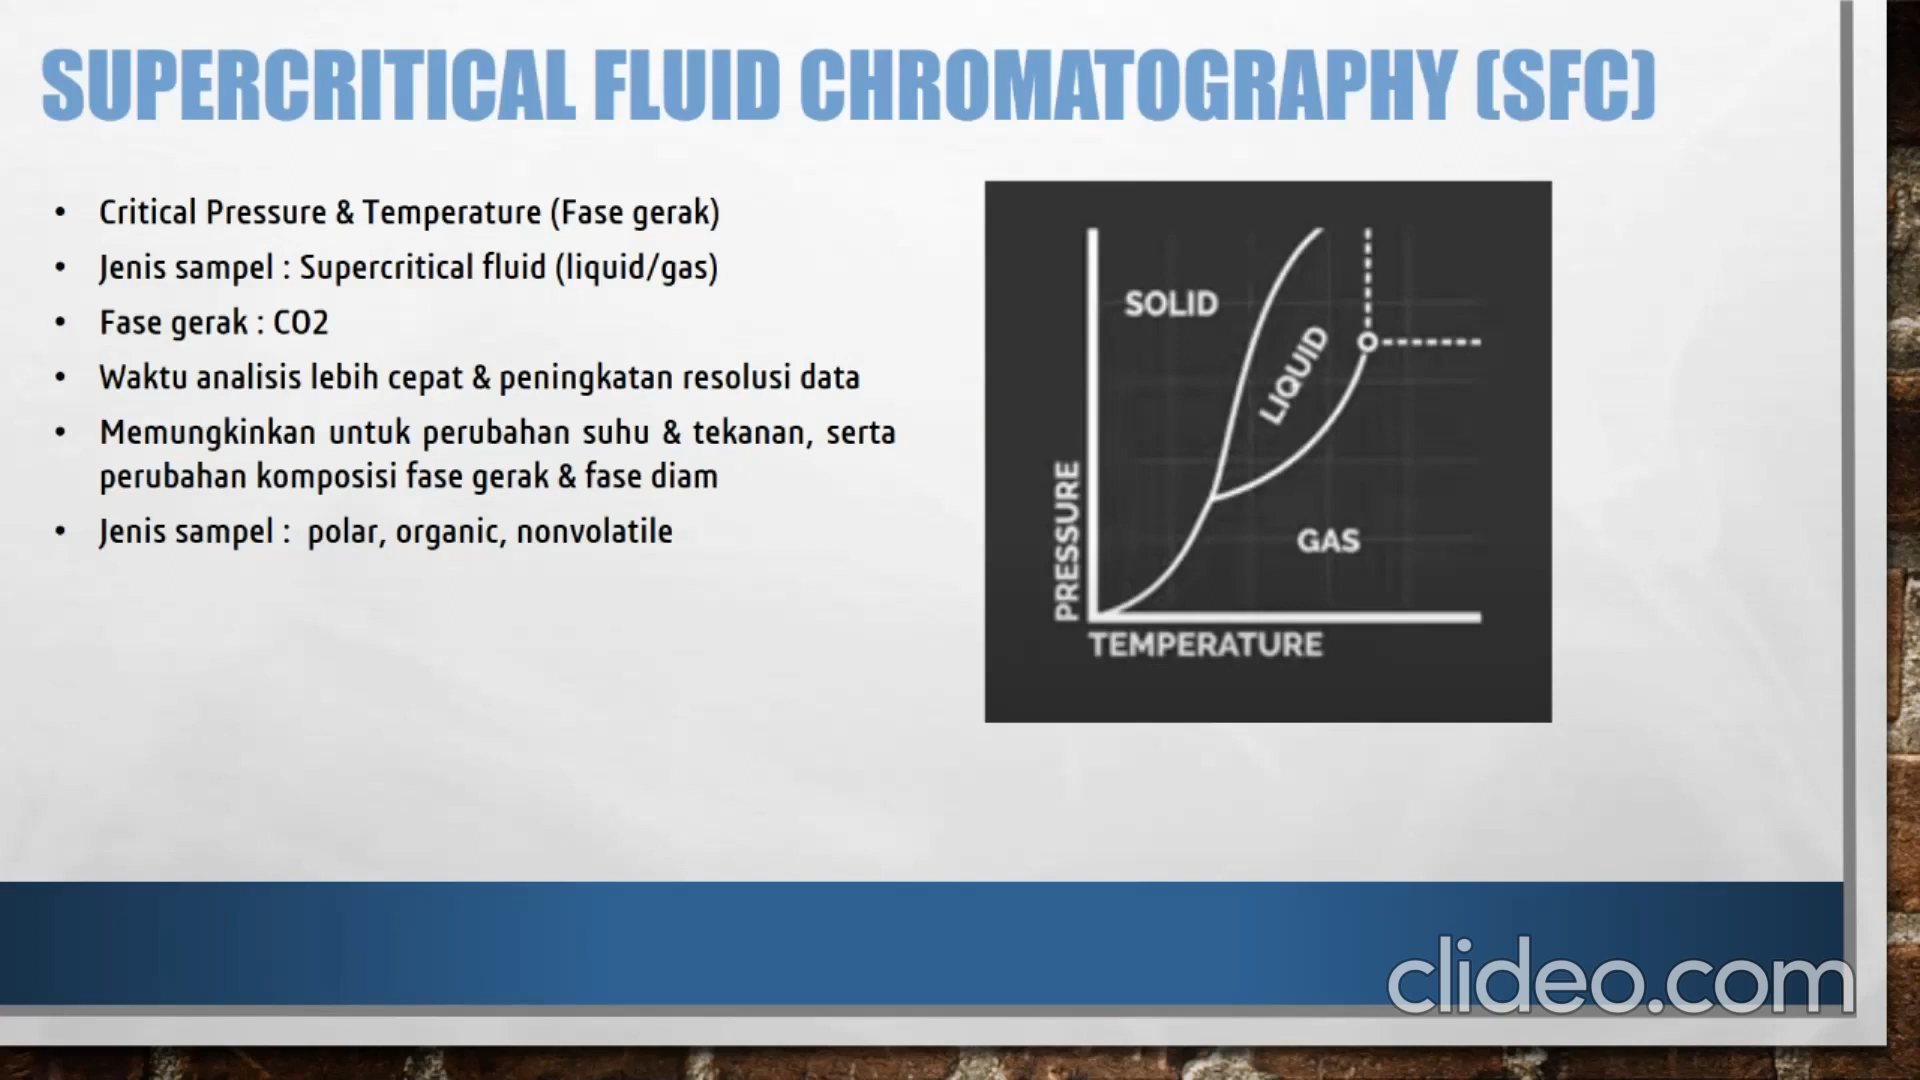 SUPERCRITICAL FLUID CHROMATOGRAPHY (SFC)
• Critical Pressure & Temperature (Fase gerak)
• Jenis sampel : Supercritical fluid (liquid/gas)
• Fase gerak : CO2
• Waktu analisis lebih cepat & peningkatan resolusi data
• Memungkinkan untuk perubahan suhu & tekanan, serta
perubahan komposisi fase gerak & fase diam
• Jenis sampel : polar, organic, nonvolatile
SOLID
LIQUID
GAS
PRESSURE
TEMPERATURE
clideo.com